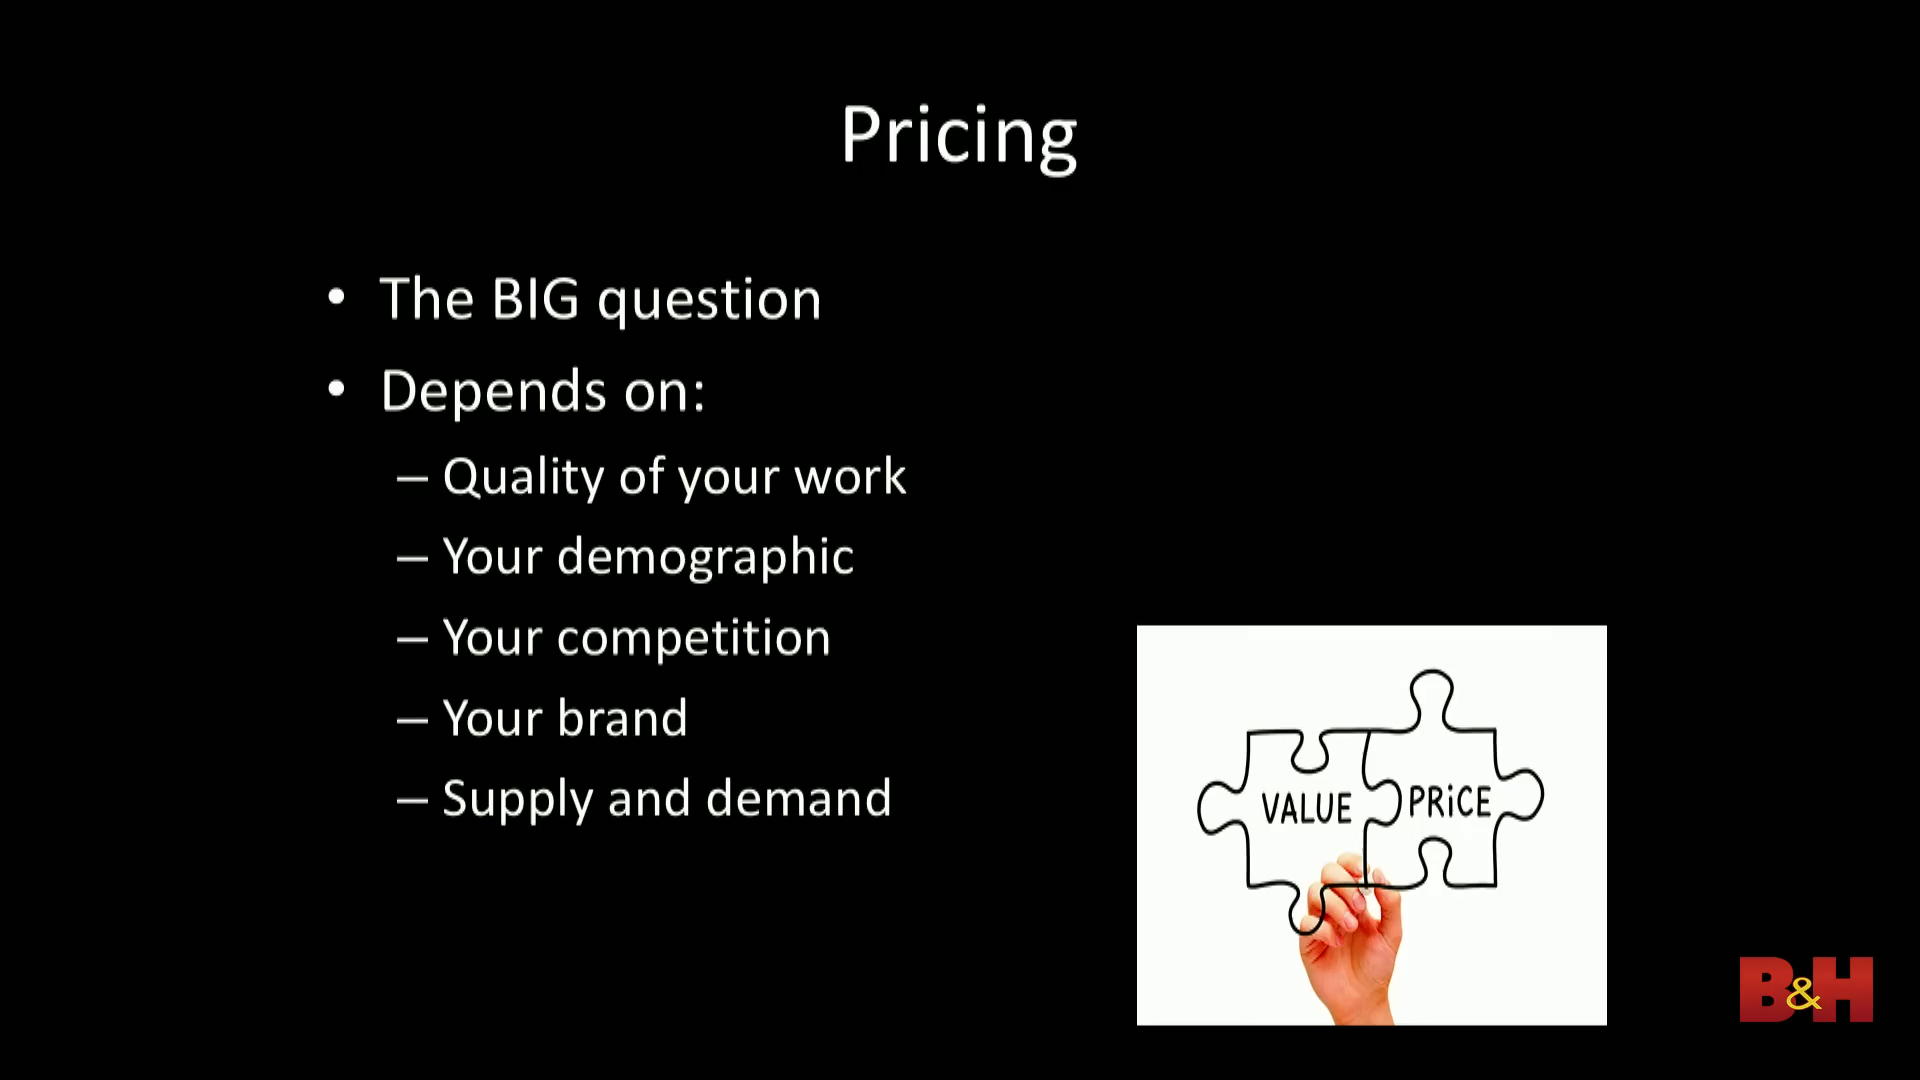 Pricing
• The BIG question
• Depends on:
– Quality of your work
– Your demographic
– Your competition
– Your brand
– Supply and demand
VALUE PRiCE
B&H